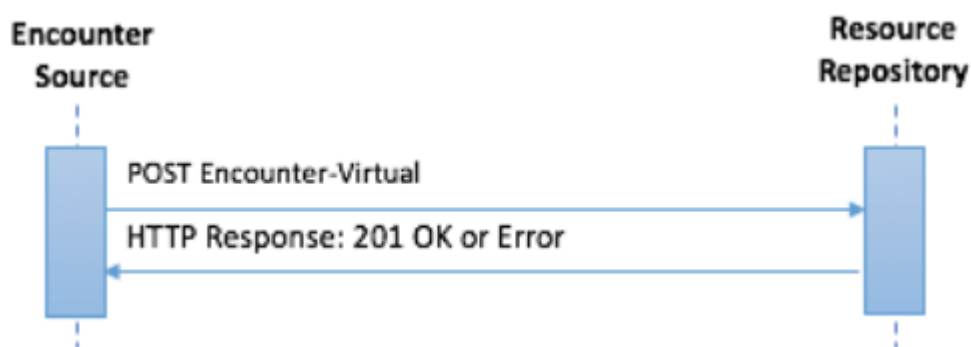 Encounter
Source
Resource
Repository
POST Encounter-Virtual
HTTP Response: 201 OK or Error